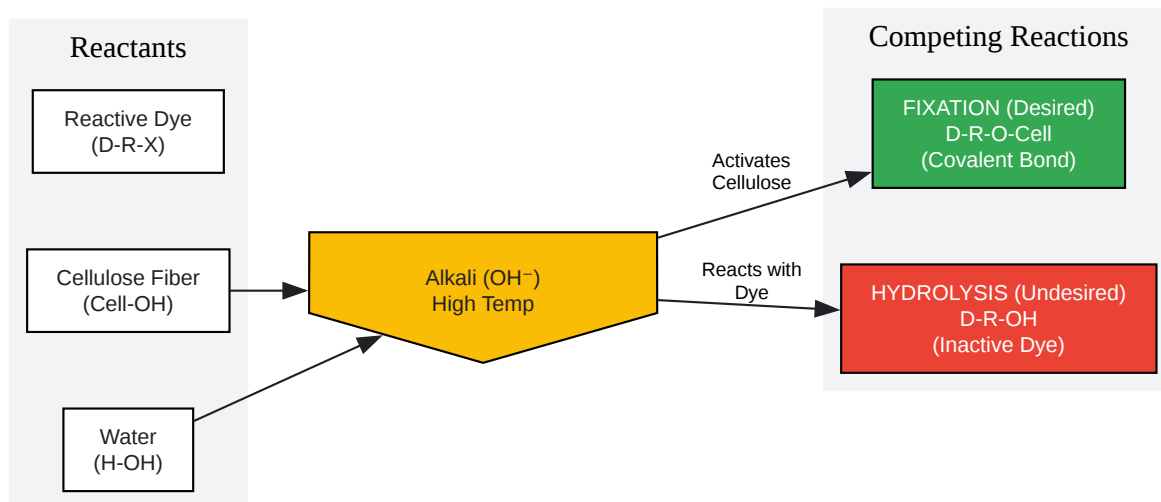 Reactants
Reactive Dye
(D-R-X)
Cellulose Fiber
(Cell-OH)
Water
(H-OH)
Alkali (OH⁻)
High Temp
Activates
Cellulose
Reacts with
Dye
Competing Reactions
FIXATION (Desired)
D-R-O-Cell
(Covalent Bond)
HYDROLYSIS (Undesired)
D-R-OH
(Inactive Dye)